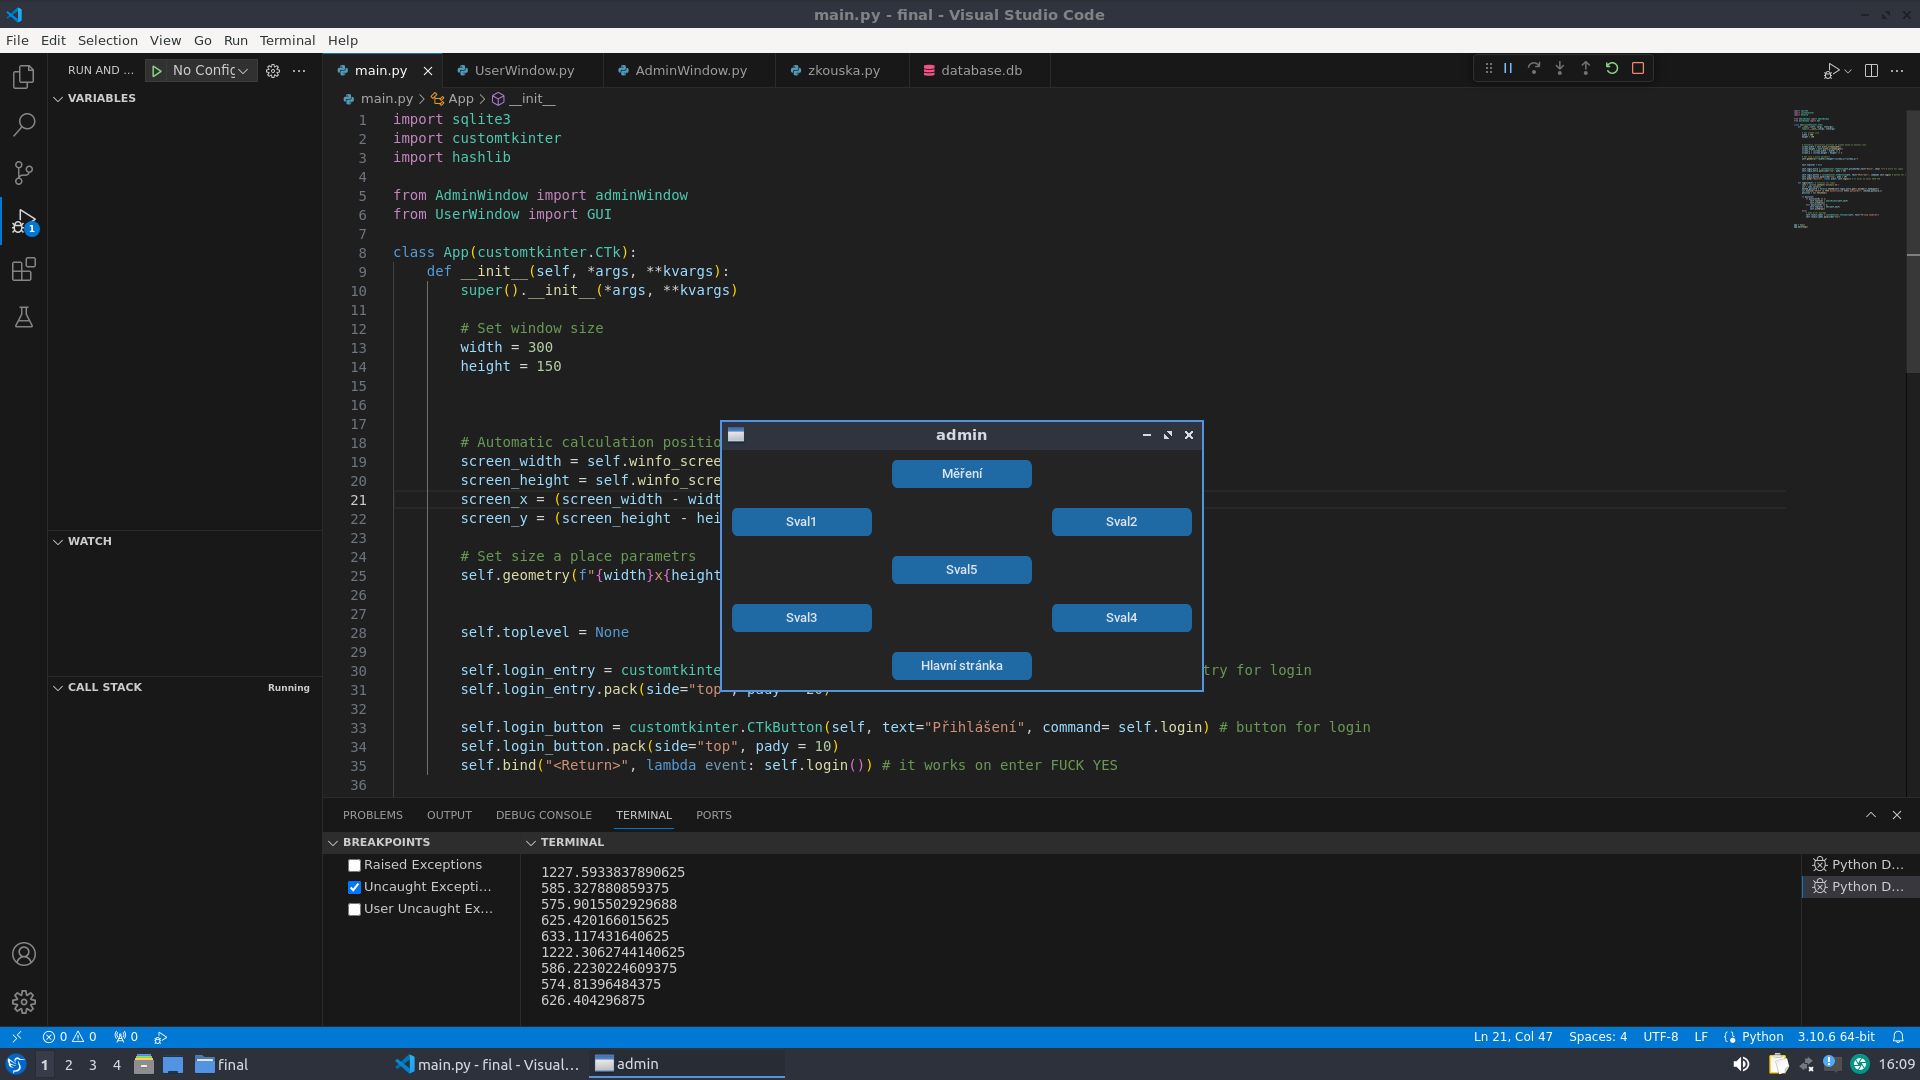 main.py - final - Visual Studio Code
File Edit Selection View Go Run Terminal Help
RUN AND ... No Config
main.py UserWindow.py AdminWindow.py zkouska.py database.db
main.py > App > __init__
VARIABLES
WATCH
CALL STACK Running
1 import sqlite3
2 import customtkinter
3 import hashlib
4
5 from AdminWindow import adminWindow
6 from UserWindow import GUI
7
8 class App(customtkinter.CTk):
9 def __init__(self, *args, **kvargs):
10 super().__init__(*args, **kvargs)
11
12 # Set window size
13 width = 300
14 height = 150
15
16
17
18 # Automatic calculation positio
19 screen_width = self.winfo_scree
20 screen_height = self.winfo_scre
21 screen_x = (screen_width - widt
22 screen_y = (screen_height - hei
23
24 # Set size a place parametrs
25 self.geometry(f"{width}x{height
26
27
28 self.toplevel = None
29
30 self.login_entry = customtkinte try for login
31 self.login_entry.pack(side="top", pady = 20)
32
33 self.login_button = customtkinter.CTkButton(self, text="Přihlášení", command= self.login) # button for login
34 self.login_button.pack(side="top", pady = 10)
35 self.bind("<Return>", lambda event: self.login()) # it works on enter FUCK YES
36
admin
Měření
Sval1 Sval2
Sval5
Sval3 Sval4
Hlavní stránka
PROBLEMS OUTPUT DEBUG CONSOLE TERMINAL PORTS
BREAKPOINTS
Raised Exceptions
Uncaught Excepti...
User Uncaught Ex...
TERMINAL
1227.5933837890625
585.327880859375
575.9015502929688
625.420166015625
633.117431640625
1222.3062744140625
586.2230224609375
574.81396484375
626.404296875
Python D...
Python D...
1
0 0 0 Ln 21, Col 47 Spaces: 4 UTF-8 LF Python 3.10.6 64-bit
1 2 3 4 final main.py - final - Visual... admin 16:09